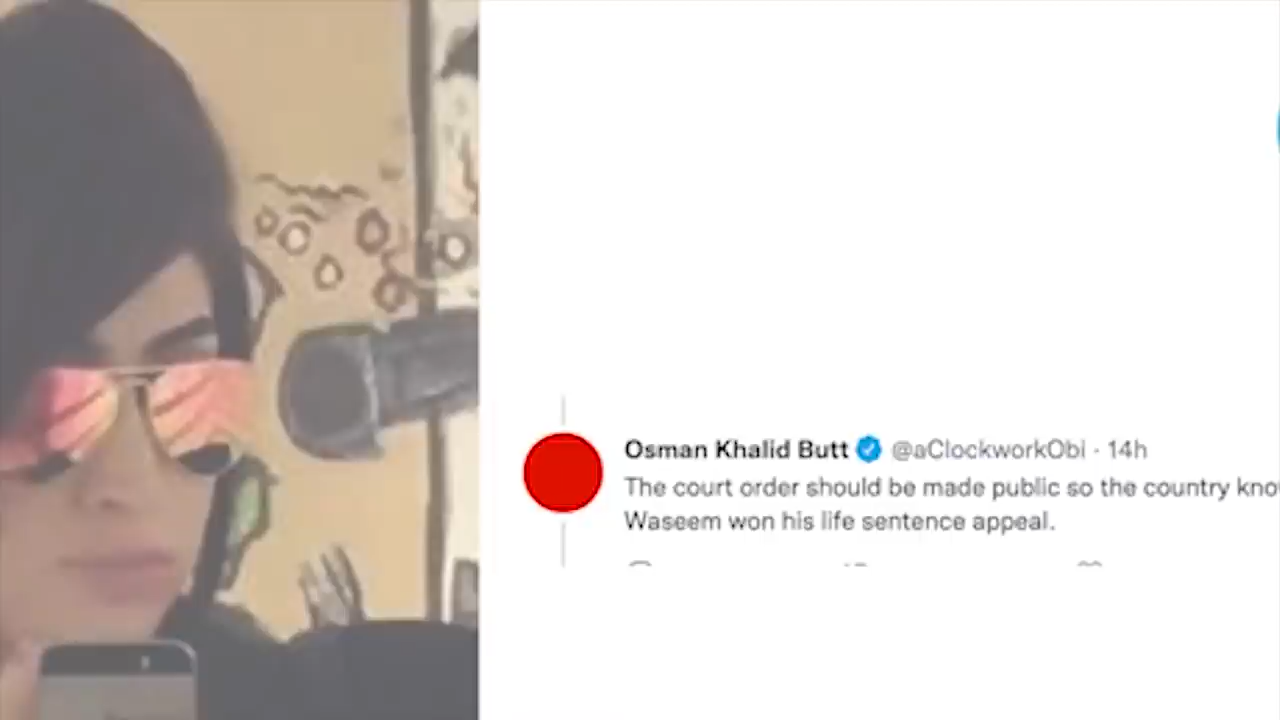 Osman Khalid Butt @aClockworkObi · 14h
The court order should be made public so the country
Waseem won his life sentence appeal.